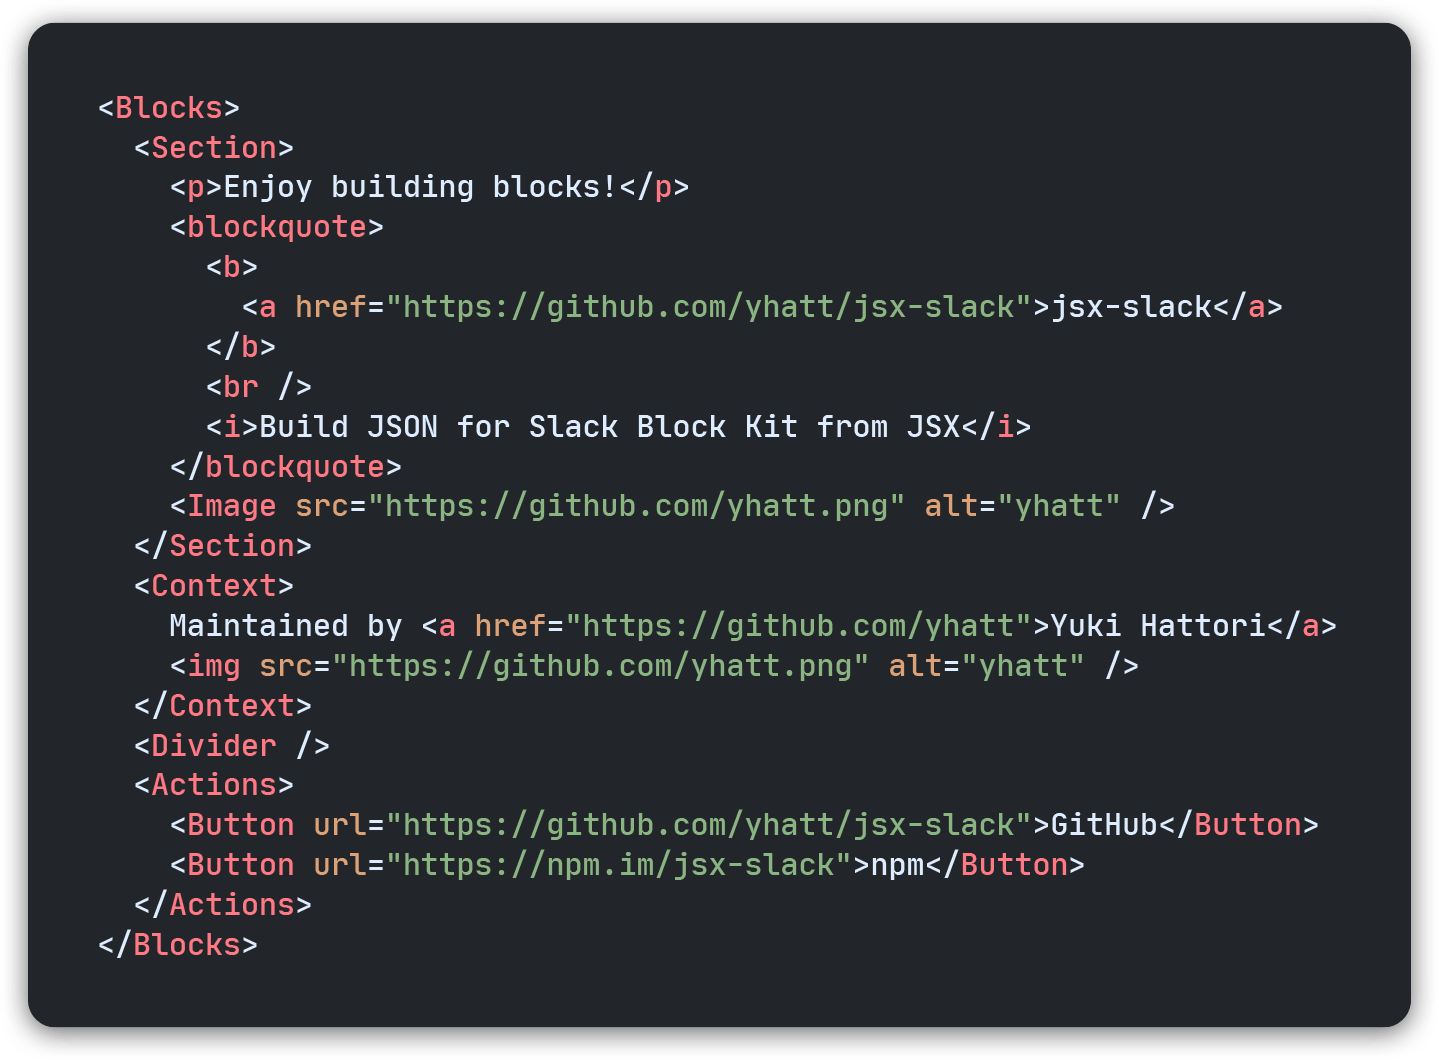 <Blocks>
  <Section>
    <p>Enjoy building blocks!</p>
    <blockquote>
      <b>
        <a href="https://github.com/yhatt/jsx-slack">jsx-slack</a>
      </b>
      <br />
      <i>Build JSON for Slack Block Kit from JSX</i>
    </blockquote>
    <Image src="https://github.com/yhatt.png" alt="yhatt" />
  </Section>
  <Context>
    Maintained by <a href="https://github.com/yhatt">Yuki Hattori</a>
    <img src="https://github.com/yhatt.png" alt="yhatt" />
  </Context>
  <Divider />
  <Actions>
    <Button url="https://github.com/yhatt/jsx-slack">GitHub</Button>
    <Button url="https://npm.im/jsx-slack">npm</Button>
  </Actions>
</Blocks>